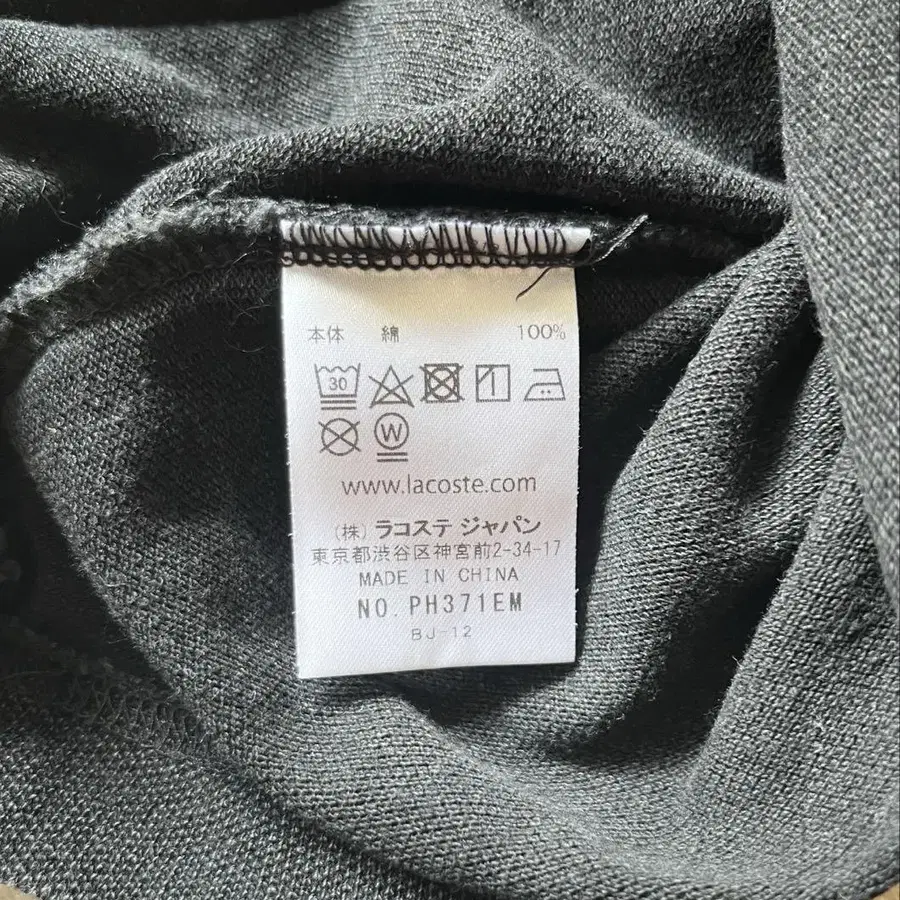 本体 綿 100%
30
W
www.lacoste.com
(株) ラコステ ジャパン
東京都渋谷区神宮前2-34-17
MADE IN CHINA
NO. PH371EM
BJ-12